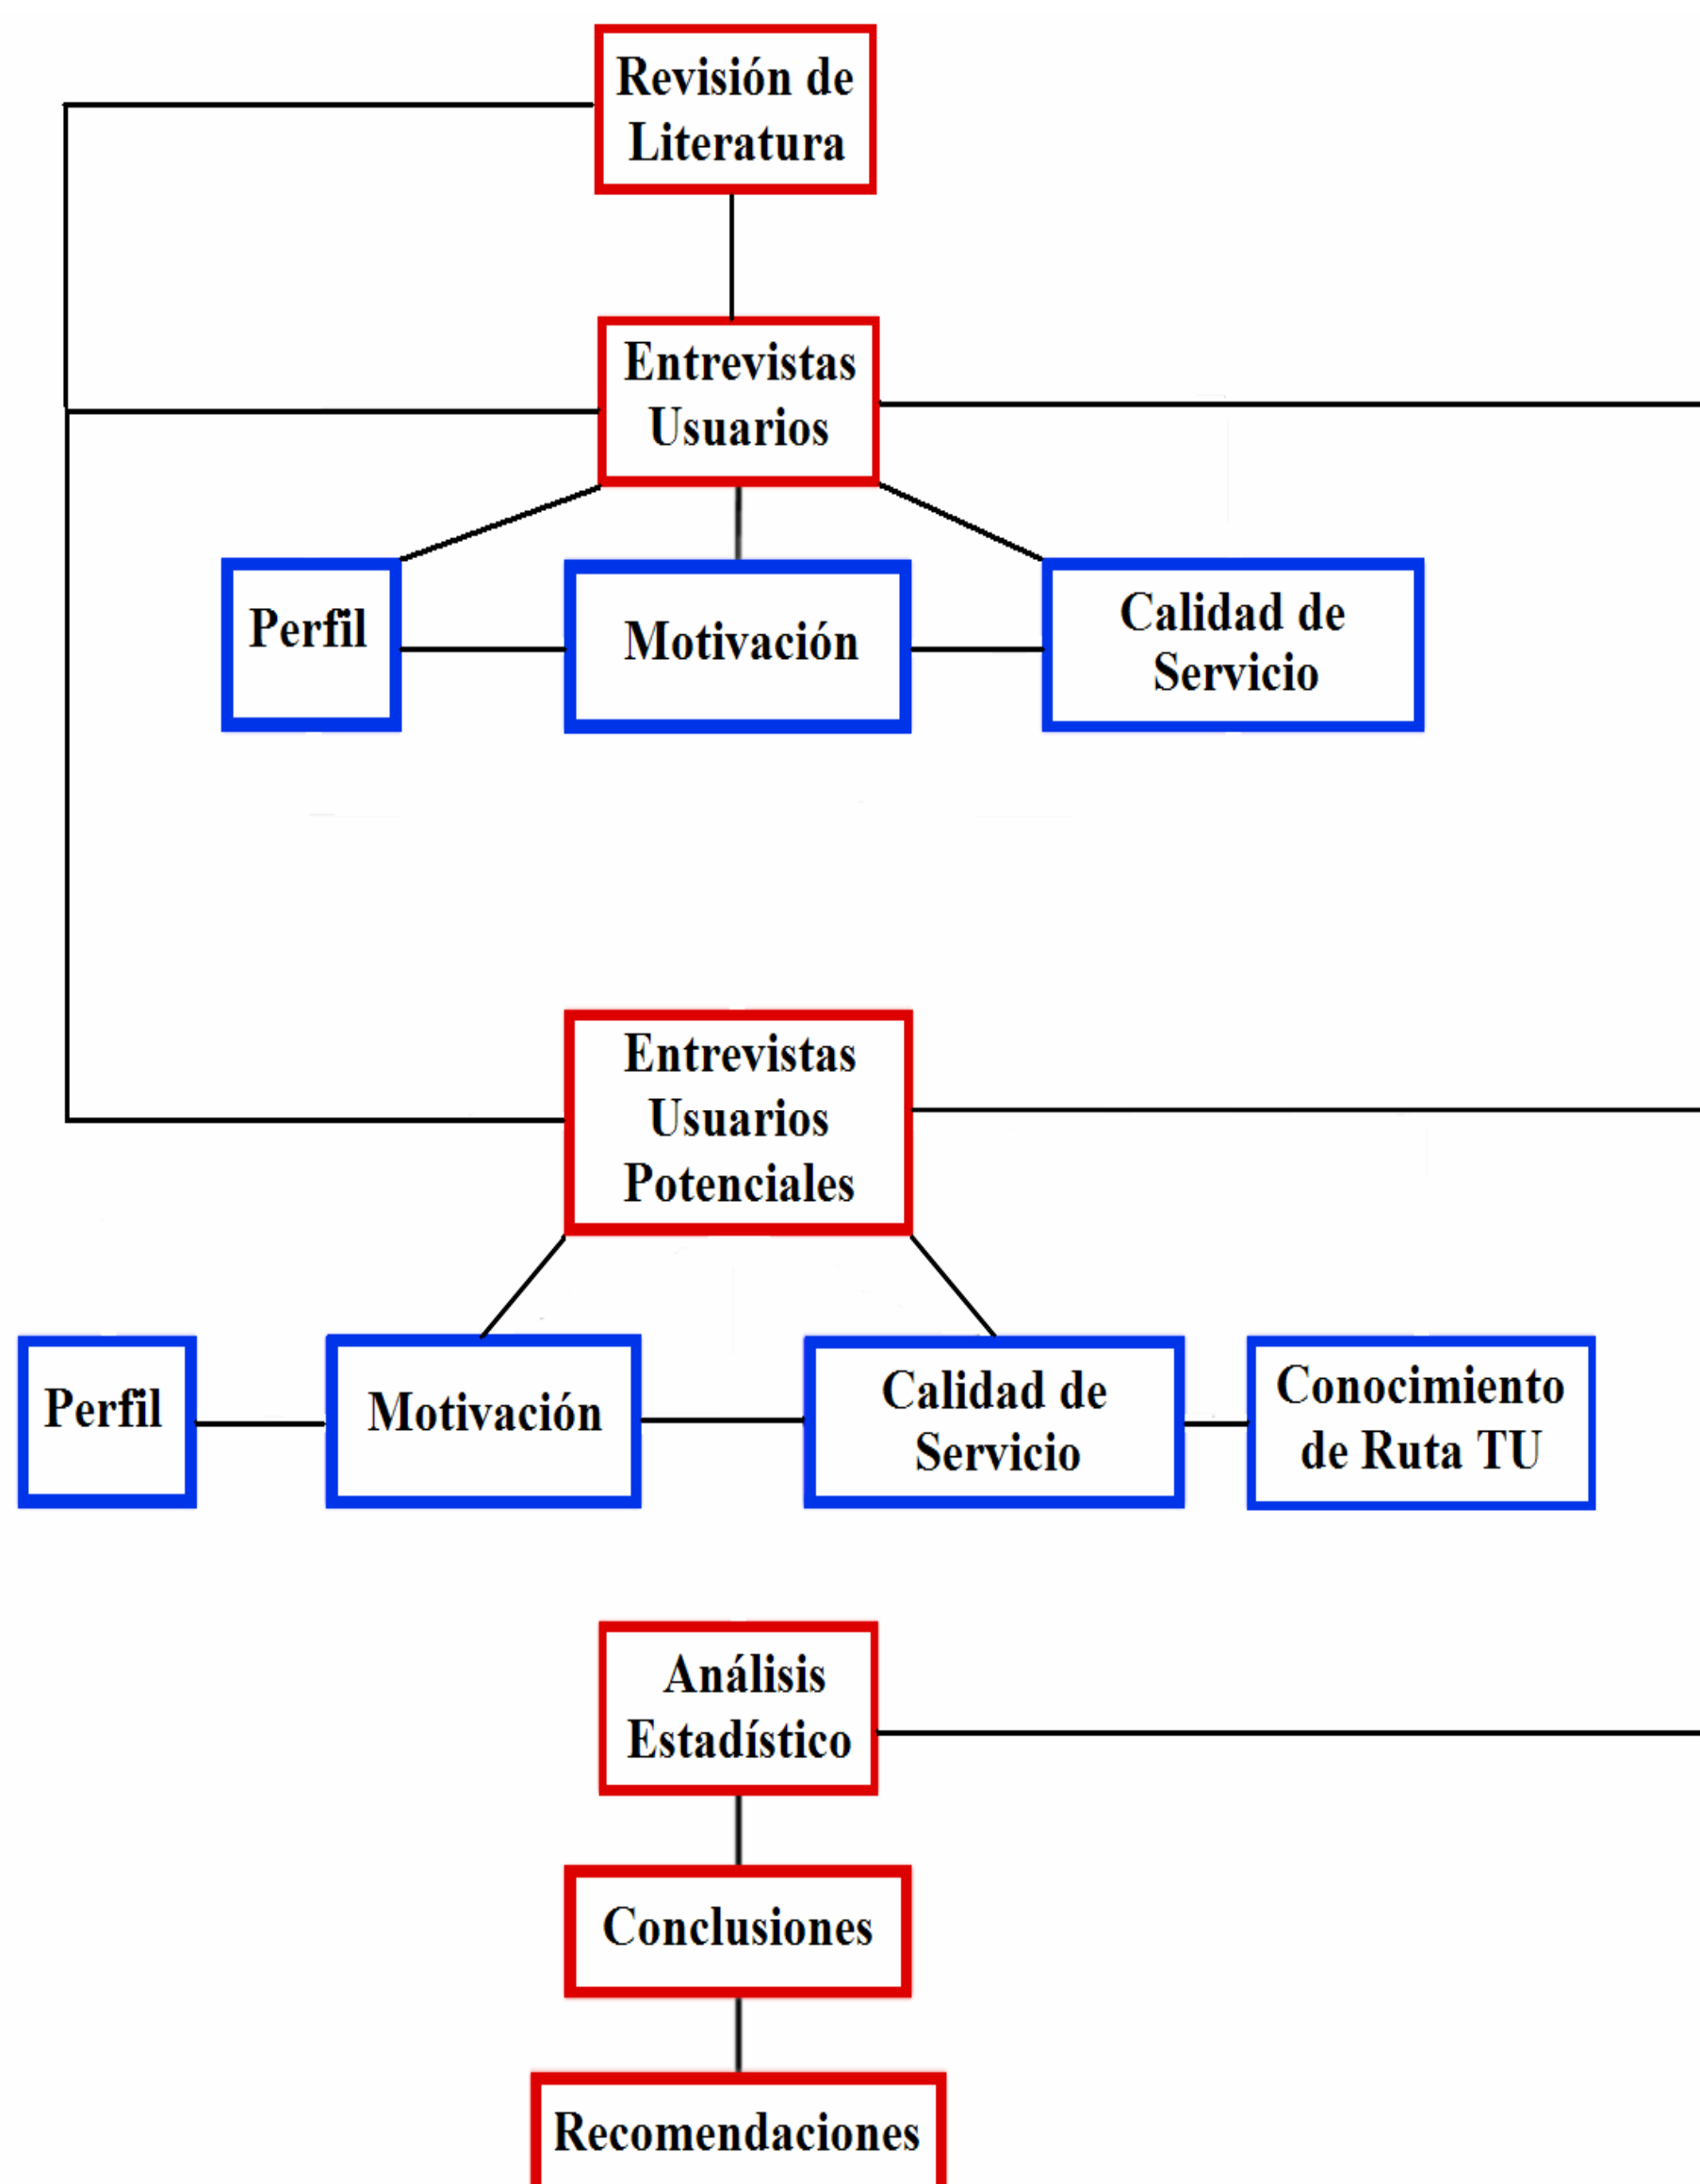 Revisión de
Literatura
Entrevistas
Usuarios
Perfil
Motivación
Calidad de
Servicio
Entrevistas
Usuarios
Potenciales
Perfil
Motivación
Calidad de
Servicio
Conocimiento
de Ruta TU
Análisis
Estadístico
Conclusiones
Recomendaciones